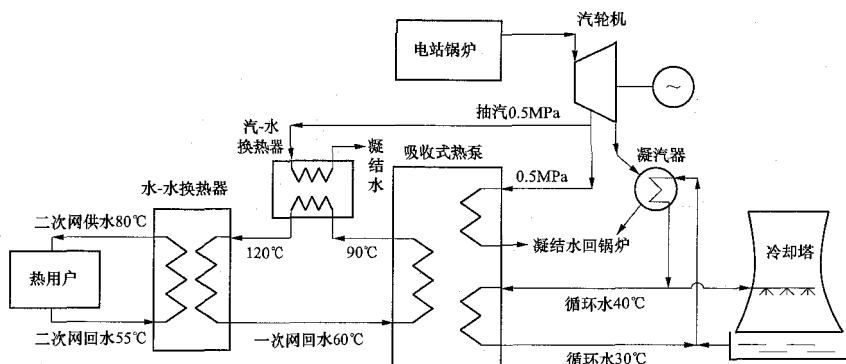 汽轮机
电站锅炉
~
抽汽0.5MPa
汽-水
换热器
凝结水
吸收式热泵
凝汽器
0.5MPa
水-水换热器
二次网供水80℃
120℃
90℃
凝结水回锅炉
冷却塔
热用户
循环水40℃
二次网回水55℃
一次网回水60℃
循环水30℃